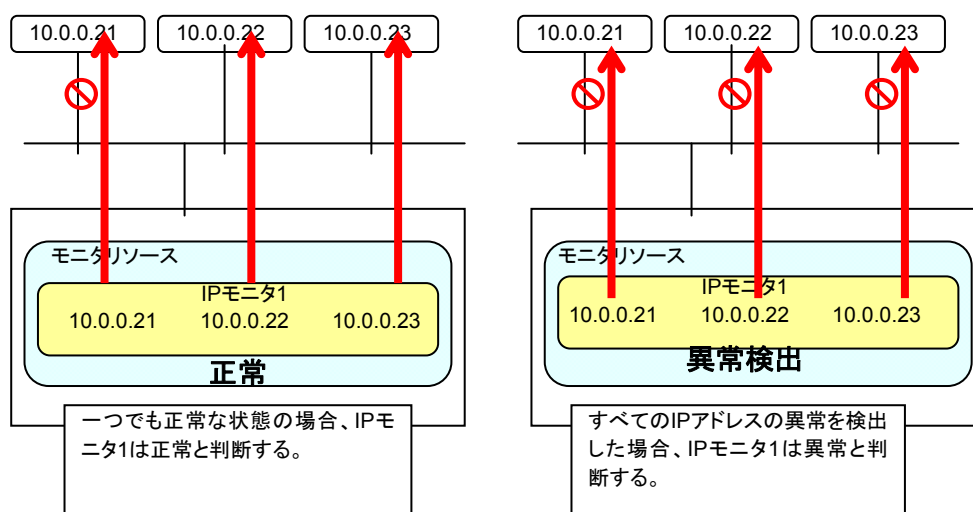 10.0.0.21
10.0.0.22
10.0.0.23
モニタリソース
IPモニタ1
10.0.0.21
10.0.0.22
10.0.0.23
正常
一つでも正常な状態の場合、IPモ
ニタ1は正常と判断する。
10.0.0.21
10.0.0.22
10.0.0.23
モニタリソース
IPモニタ1
10.0.0.21
10.0.0.22
10.0.0.23
異常検出
すべてのIPアドレスの異常を検出
した場合、IPモニタ1は異常と判
断する。